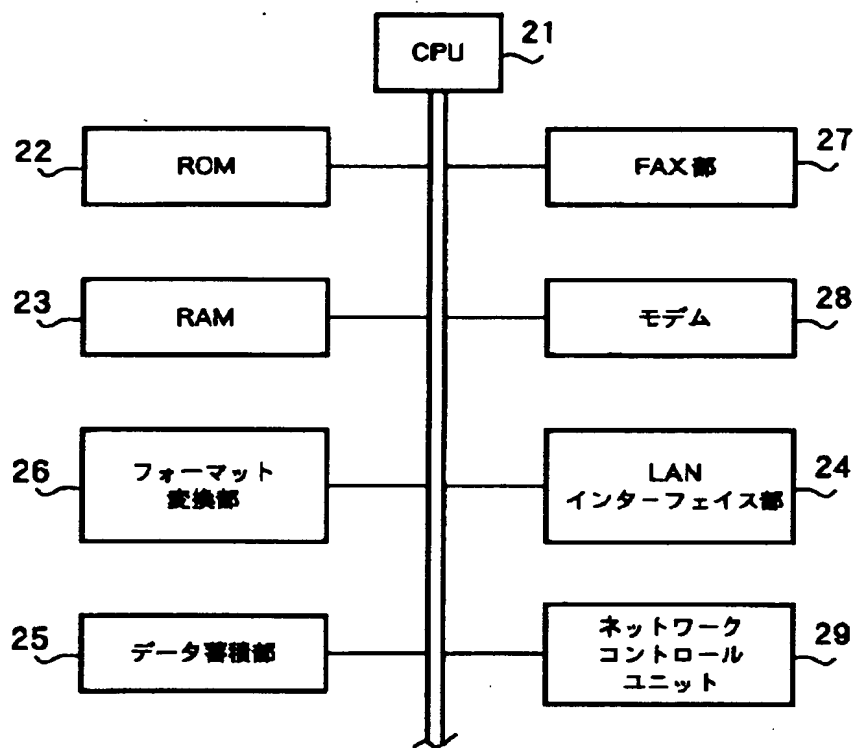 CPU
21
22
ROM
FAX部
27
23
RAM
モデム
28
26
フォーマット
変換部
LAN
インターフェイス部
24
25
データ蓄積部
ネットワーク
コントロール
ユニット
29